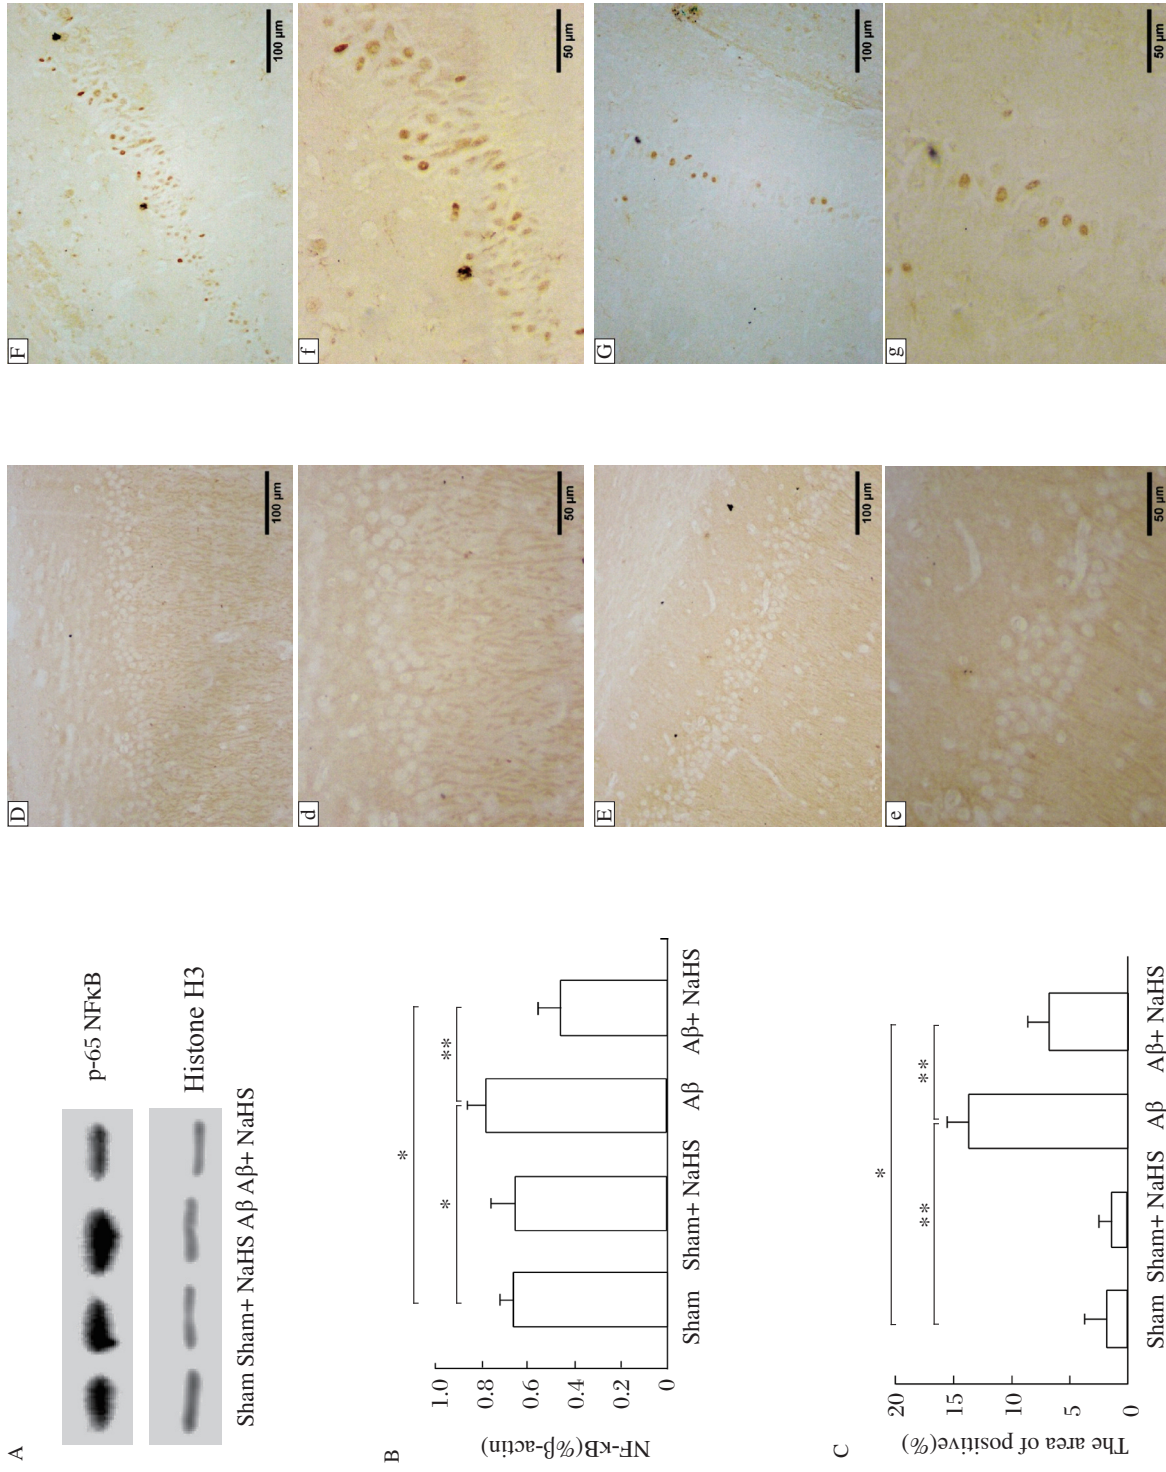 A
p-65 NFκB
Histone H3
Sham Sham+ NaHS Aβ Aβ+ NaHS
B
NF-κB(%β-actin)
1.0
0.8
0.6
0.4
0.2
0
*
*
**
Sham Sham+ NaHS Aβ Aβ+ NaHS
C
The area of positive(%)
20
15
10
5
0
*
**
**
Sham Sham+ NaHS Aβ Aβ+ NaHS
D
100 μm
d
50 μm
E
100 μm
e
50 μm
F
100 μm
f
50 μm
G
100 μm
g
50 μm